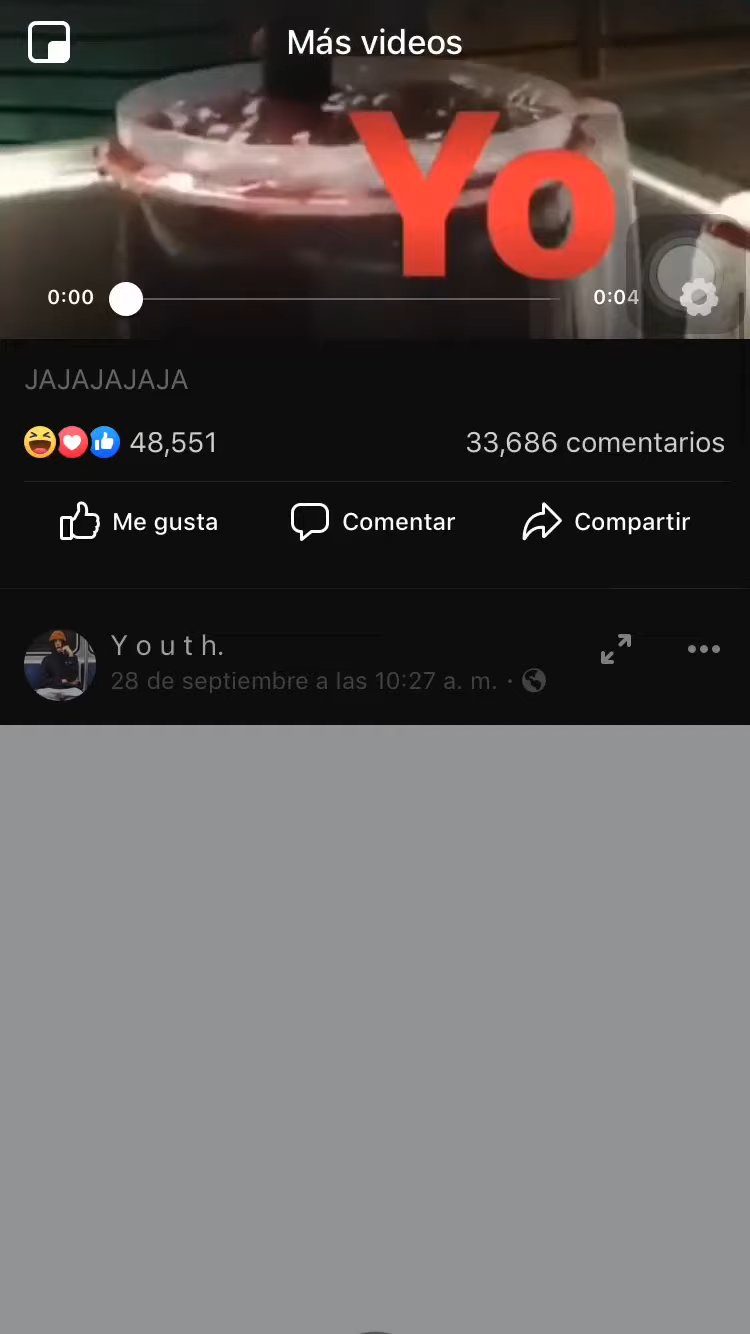 Más videos
Yo
0:00
0:04
JAJAJAJAJA
48,551
33,686 comentarios
Me gusta
Comentar
Compartir
Y o u t h.
28 de septiembre a las 10:27 a. m. ·